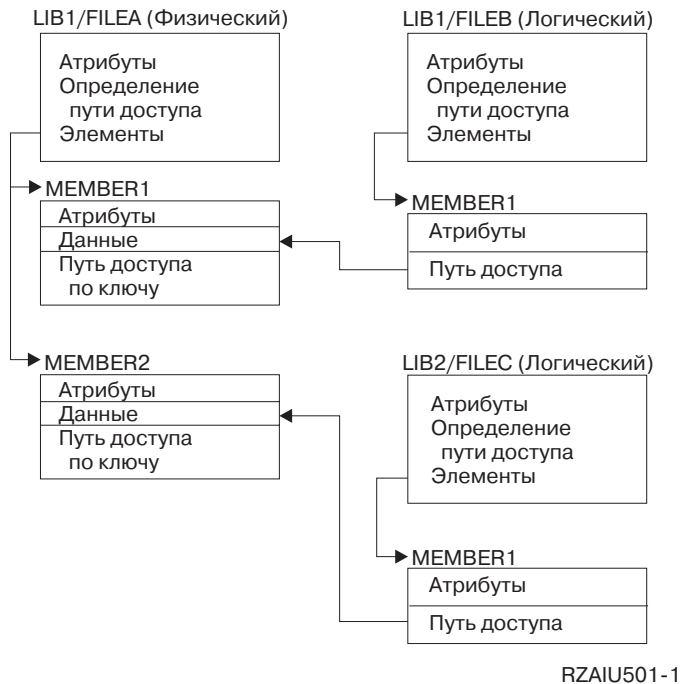 LIB1/FILEA (Физический)
Атрибуты
Определение
пути доступа
Элементы
MEMBER1
Атрибуты
Данные
Путь доступа
по ключу
MEMBER2
Атрибуты
Данные
Путь доступа
по ключу
LIB1/FILEB (Логический)
Атрибуты
Определение
пути доступа
Элементы
MEMBER1
Атрибуты
Путь доступа
LIB2/FILEC (Логический)
Атрибуты
Определение
пути доступа
Элементы
MEMBER1
Атрибуты
Путь доступа
RZAIU501-1